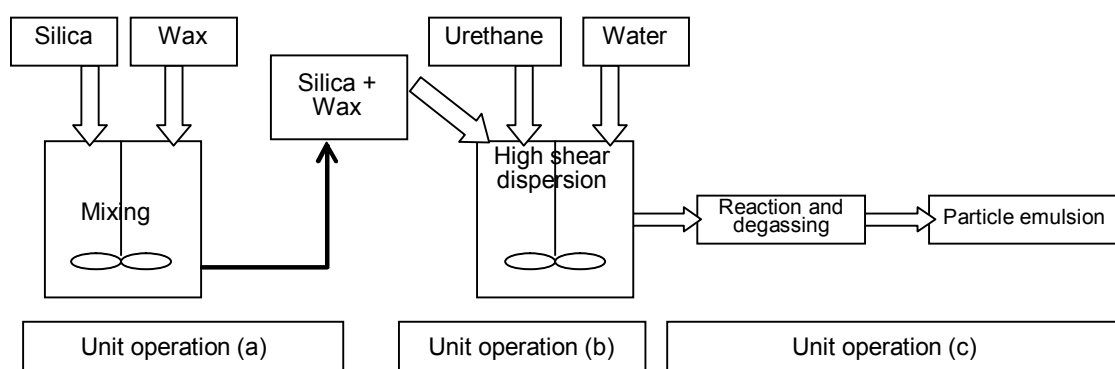 Silica
Wax
Urethane
Water
Silica +
Wax
Mixing
High shear
dispersion
Reaction and
degassing
Particle emulsion
Unit operation (a)
Unit operation (b)
Unit operation (c)